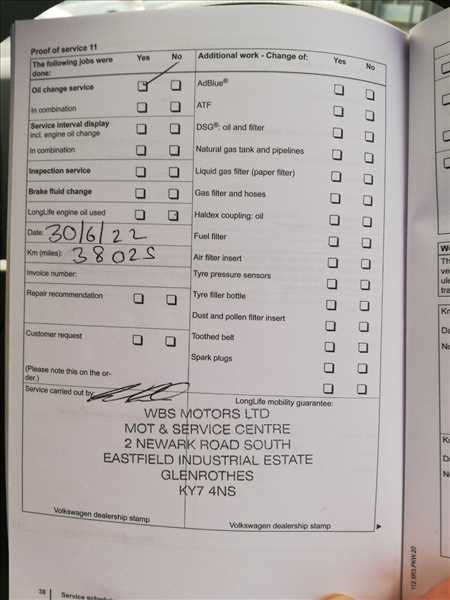 Proof of service 11
The following jobs were done: Yes No
Oil change service
In combination
Service interval display
incl. engine oil change
In combination
Inspection service
Brake fluid change
LongLife engine oil used
Date: 30/6/22
Km (miles): 38025
Invoice number:
Repair recommendation
Customer request
(Please note this on the or-
der.)
Service carried out by:
Additional work - Change of: Yes No
AdBlue®
ATF
DSG®: oil and filter
Natural gas tank and pipelines
Liquid gas filter (paper filter)
Gas filter and hoses
Haldex coupling: oil
Fuel filter
Air filter insert
Tyre pressure sensors
Tyre filler bottle
Dust and pollen filter insert
Toothed belt
Spark plugs
LongLife mobility guarantee:
WBS MOTORS LTD
MOT & SERVICE CENTRE
2 NEWARK ROAD SOUTH
EASTFIELD INDUSTRIAL ESTATE
GLENROTHES
KY7 4NS
Volkswagen dealership stamp
Volkswagen dealership stamp
38 Service